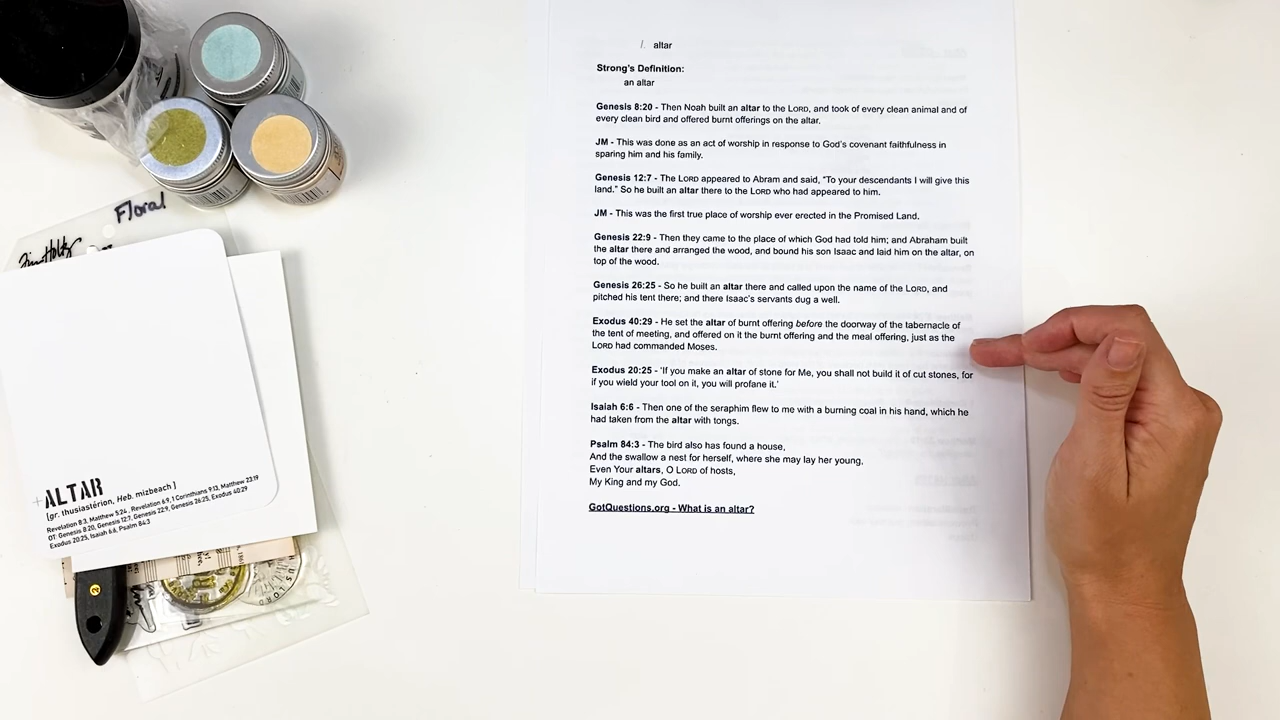 1. altar
Strong's Definition:
an altar
Genesis 8:20 - Then Noah built an altar to the LORD, and took of every clean animal and of
every clean bird and offered burnt offerings on the altar.
JM - This was done as an act of worship in response to God's covenant faithfulness in
sparing him and his family.
Genesis 12:7 - The LORD appeared to Abram and said, "To your descendants I will give this
land." So he built an altar there to the LORD who had appeared to him.
JM - This was the first true place of worship ever erected in the Promised Land.
Genesis 22:9 - Then they came to the place of which God had told him; and Abraham built
the altar there and arranged the wood, and bound his son Isaac and laid him on the altar, on
top of the wood.
Genesis 26:25 - So he built an altar there and called upon the name of the LORD, and
pitched his tent there; and there Isaac's servants dug a well.
Exodus 40:29 - He set the altar of burnt offering before the doorway of the tabernacle of
the tent of meeting, and offered on it the burnt offering and the meal offering, just as the
LORD had commanded Moses.
Exodus 20:25 - 'If you make an altar of stone for Me, you shall not build it of cut stones, for
if you wield your tool on it, you will profane it.'
Isaiah 6:6 - Then one of the seraphim flew to me with a burning coal in his hand, which he
had taken from the altar with tongs.
Psalm 84:3 - The bird also has found a house,
And the swallow a nest for herself, where she may lay her young,
Even Your altars, O LORD of hosts,
My King and my God.
GotQuestions.org - What is an altar?
Floral
Tim Holtz
ALTAR
[gr. thusiastérion. Heb. mizbeach ]
Revelation 8:3, Matthew 5:24 , Revelation 6:9, 1 Corinthians 9:13, Matthew 23:19
OT: Genesis 8:20, Genesis 12:7, Genesis 22:9, Genesis 26:25, Exodus 40:29
Exodus 20:25, Isaiah 6:6, Psalm 84:3
2